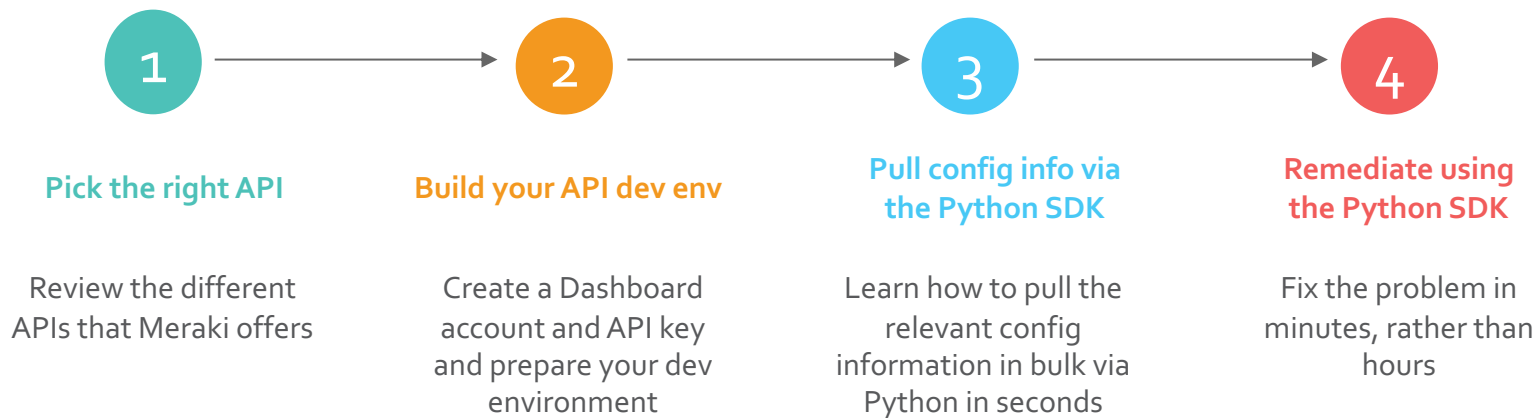 1
Pick the right API
Review the different
APIs that Meraki offers
2
Build your API dev env
Create a Dashboard
account and API key
and prepare your dev
environment
3
Pull config info via
the Python SDK
Learn how to pull the
relevant config
information in bulk via
Python in seconds
4
Remediate using
the Python SDK
Fix the problem in
minutes, rather than
hours